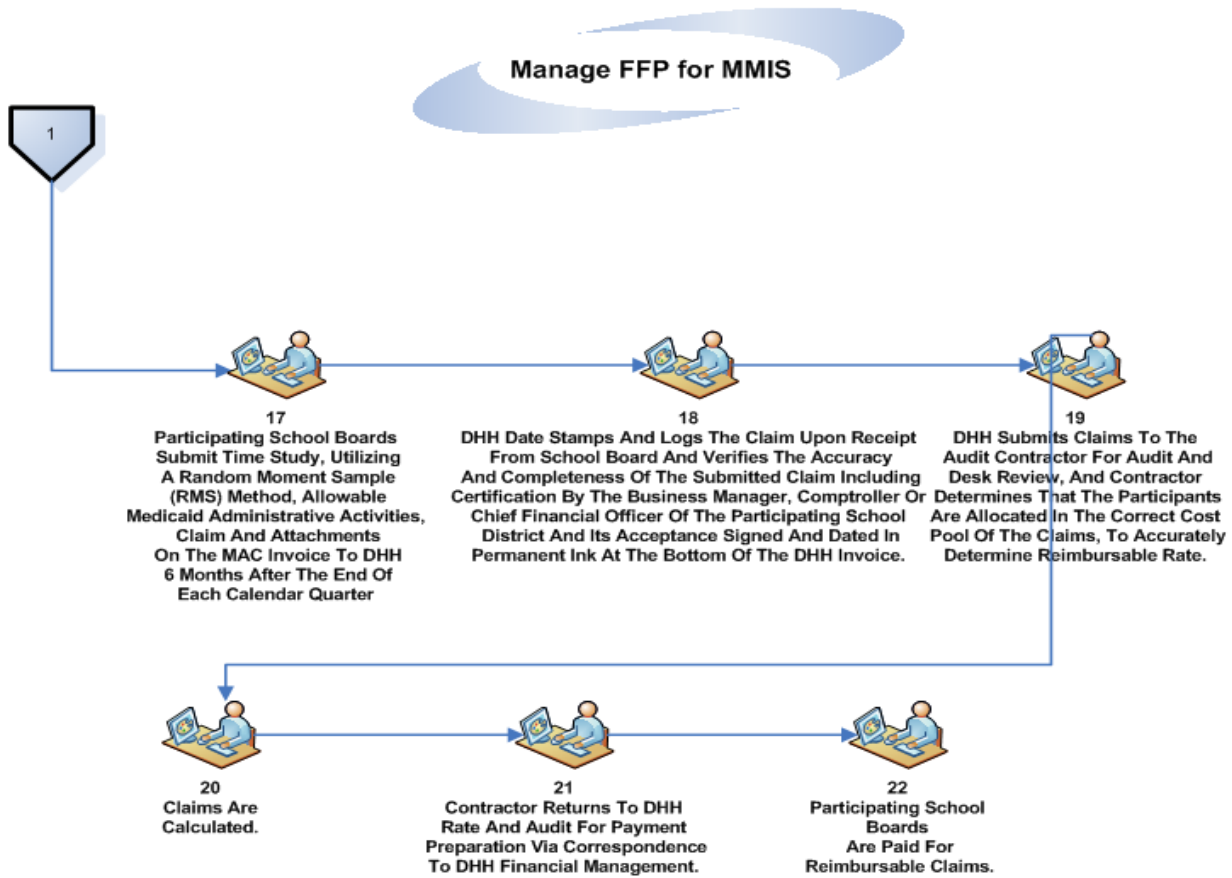 Manage FFP for MMIS
1
17
Participating School Boards
Submit Time Study, Utilizing
A Random Moment Sample
(RMS) Method, Allowable
Medicaid Administrative Activities,
Claim And Attachments
On The MAC Invoice To DHH
6 Months After The End Of
Each Calendar Quarter
18
DHH Date Stamps And Logs The Claim Upon Receipt
From School Board And Verifies The Accuracy
And Completeness Of The Submitted Claim Including
Certification By The Business Manager, Comptroller Or
Chief Financial Officer Of The Participating School
District And Its Acceptance Signed And Dated In
Permanent Ink At The Bottom Of The DHH Invoice.
19
DHH Submits Claims To The
Audit Contractor For Audit And
Desk Review, And Contractor
Determines That The Participants
Are Allocated In The Correct Cost
Pool Of The Claims, To Accurately
Determine Reimbursable Rate.
20
Claims Are
Calculated.
21
Contractor Returns To DHH
Rate And Audit For Payment
Preparation Via Correspondence
To DHH Financial Management.
22
Participating School
Boards
Are Paid For
Reimbursable Claims.